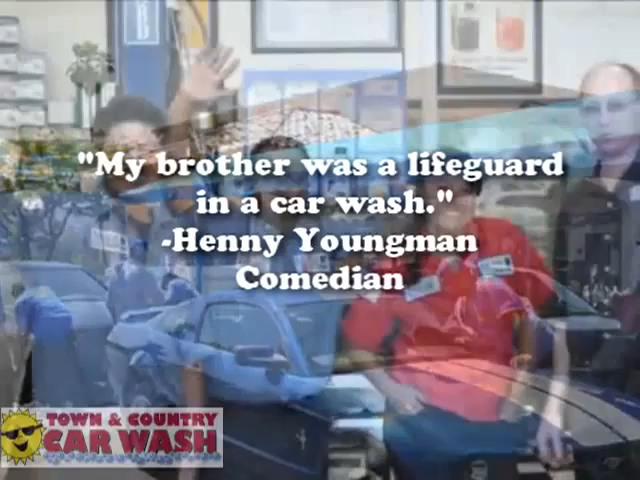 "My brother was a lifeguard
in a car wash."
-Henny Youngman
Comedian
TOWN & COUNTRY
CAR WASH